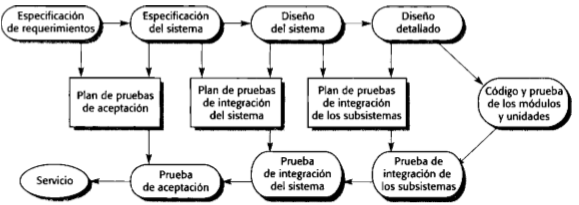 Especificación
de requerimientos
Especificación
del sistema
Diseño
del sistema
Diseño
detallado
Plan de pruebas
de aceptación
Plan de pruebas
de integración
del sistema
Plan de pruebas
de integración
de los subsistemas
Código y prueba
de los módulos
y unidades
Servicio
Prueba
de aceptación
Prueba
de integración
del sistema
Prueba de
integración de
los subsistemas